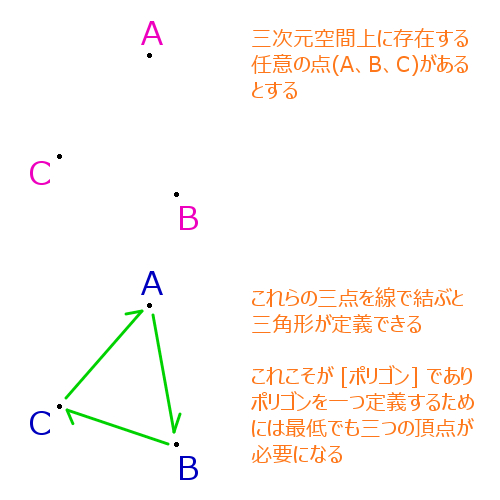 A
三次元空間上に存在する
任意の点(A、B、C)がある
とする
C
B
A
これらの三点を線で結ぶと
三角形が定義できる
これこそが [ポリゴン] であり
ポリゴンを一つ定義するため
には最低でも三つの頂点が
必要になる
C
B